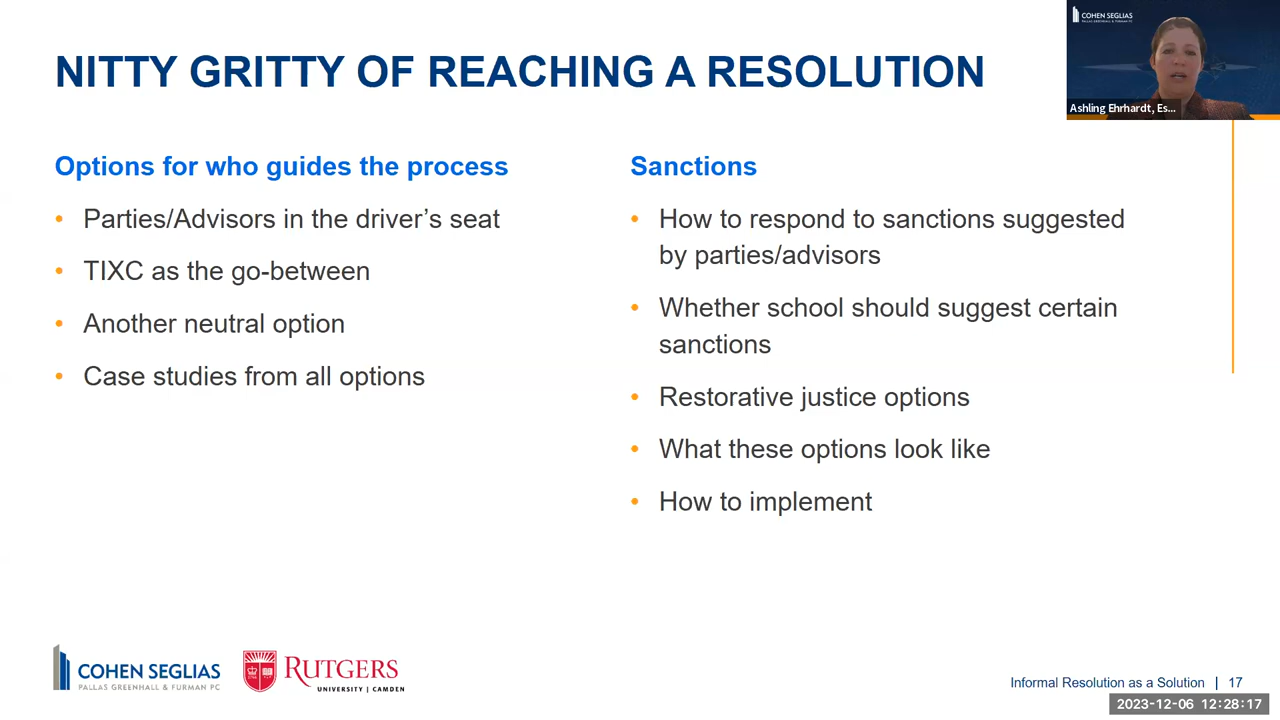 NITTY GRITTY OF REACHING A RESOLUTION
COHEN SEGLIAS
PALLAS GREENHALL & FURMAN PC
Ashling Ehrhardt, Es...
Options for who guides the process
• Parties/Advisors in the driver’s seat
• TIXC as the go-between
• Another neutral option
• Case studies from all options
Sanctions
• How to respond to sanctions suggested
by parties/advisors
• Whether school should suggest certain
sanctions
• Restorative justice options
• What these options look like
• How to implement
COHEN SEGLIAS
PALLAS GREENHALL & FURMAN PC
RUTGERS
UNIVERSITY | CAMDEN
Informal Resolution as a Solution | 17
2023-12-06 12:28:17